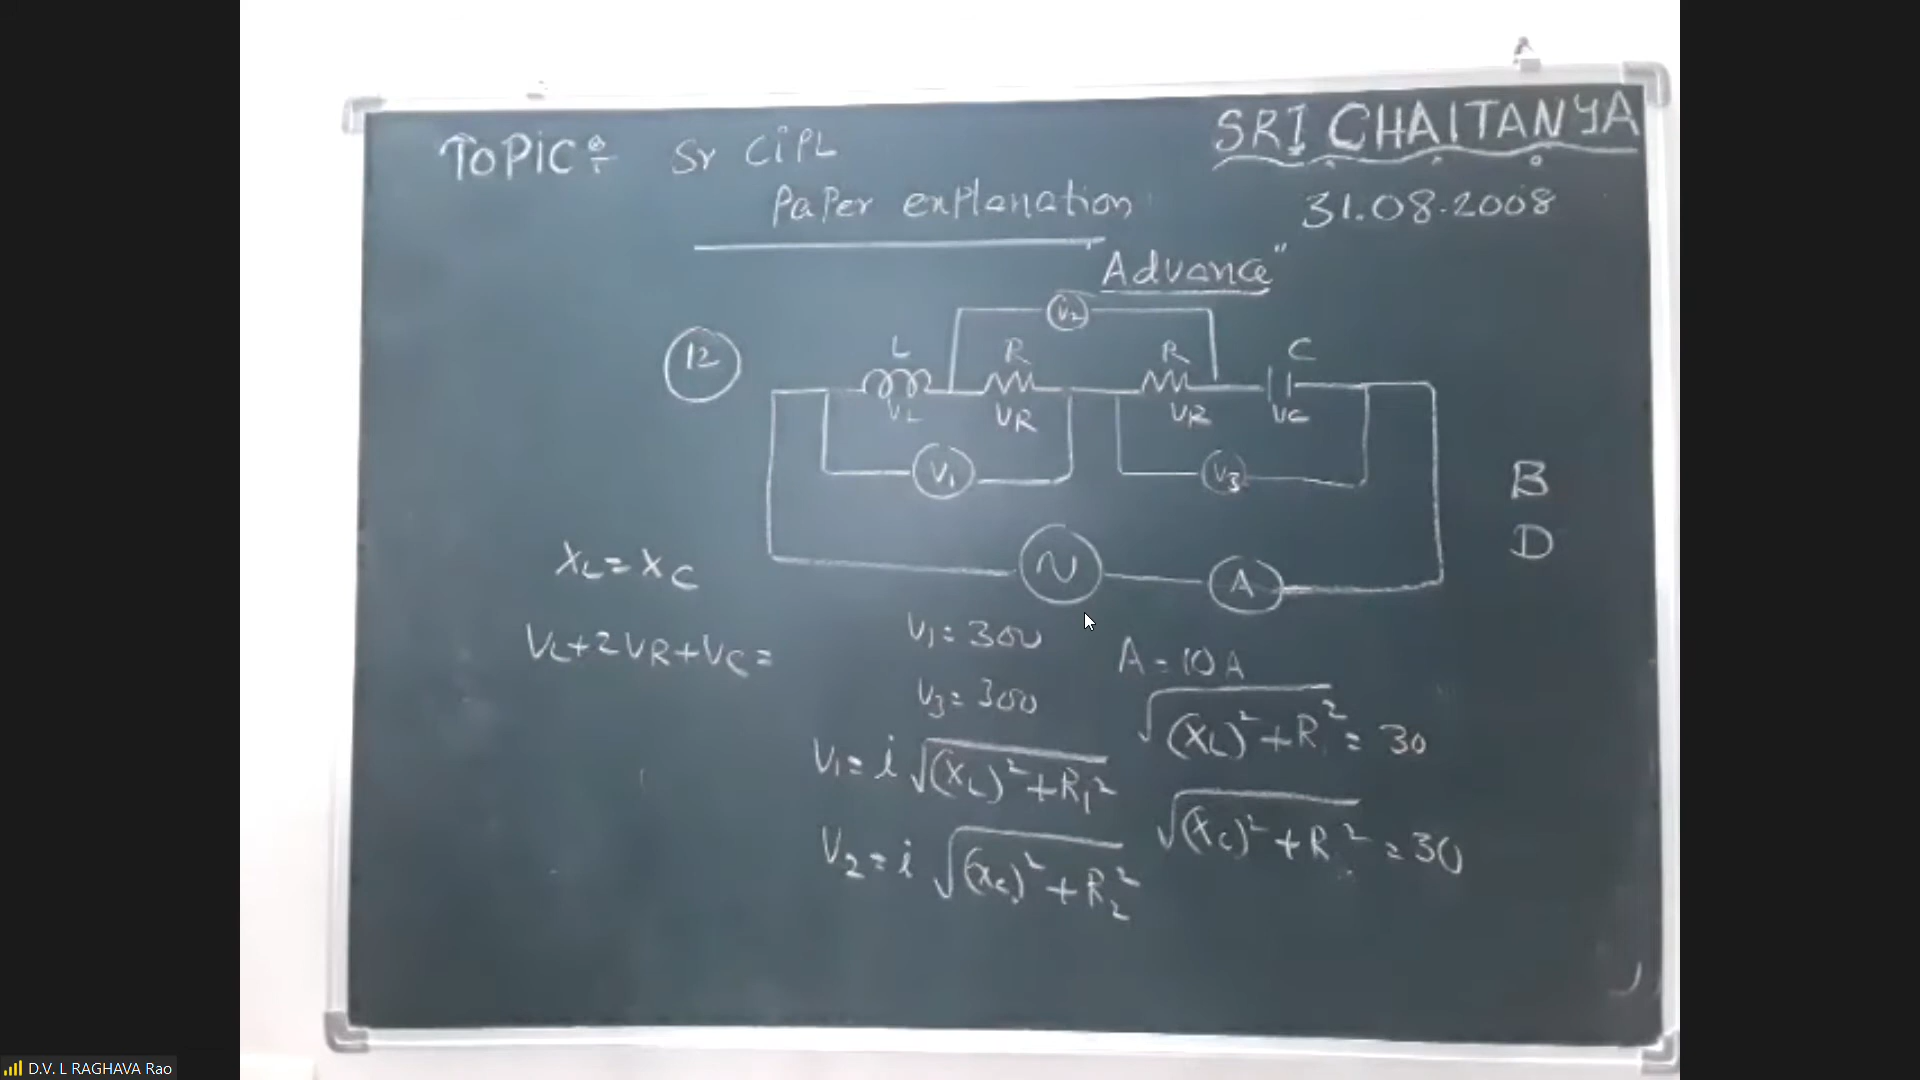 TOPIC:- Sr CiPL
SRI CHAITANYA
Paper explanation
31.08.2008
"Advance"
12
V2
L
R
R
C
VL
VR
VR
VC
V1
V3
B
D
A
XL = XC
VL + 2VR + VC =
V1 = 300
A = 10A
V3 = 300
√(XL)² + R² = 30
V1 = i √(XL)² + R1²
√(XC)² + R² = 30
V2 = i √(XC)² + R2²
D.V. L RAGHAVA Rao